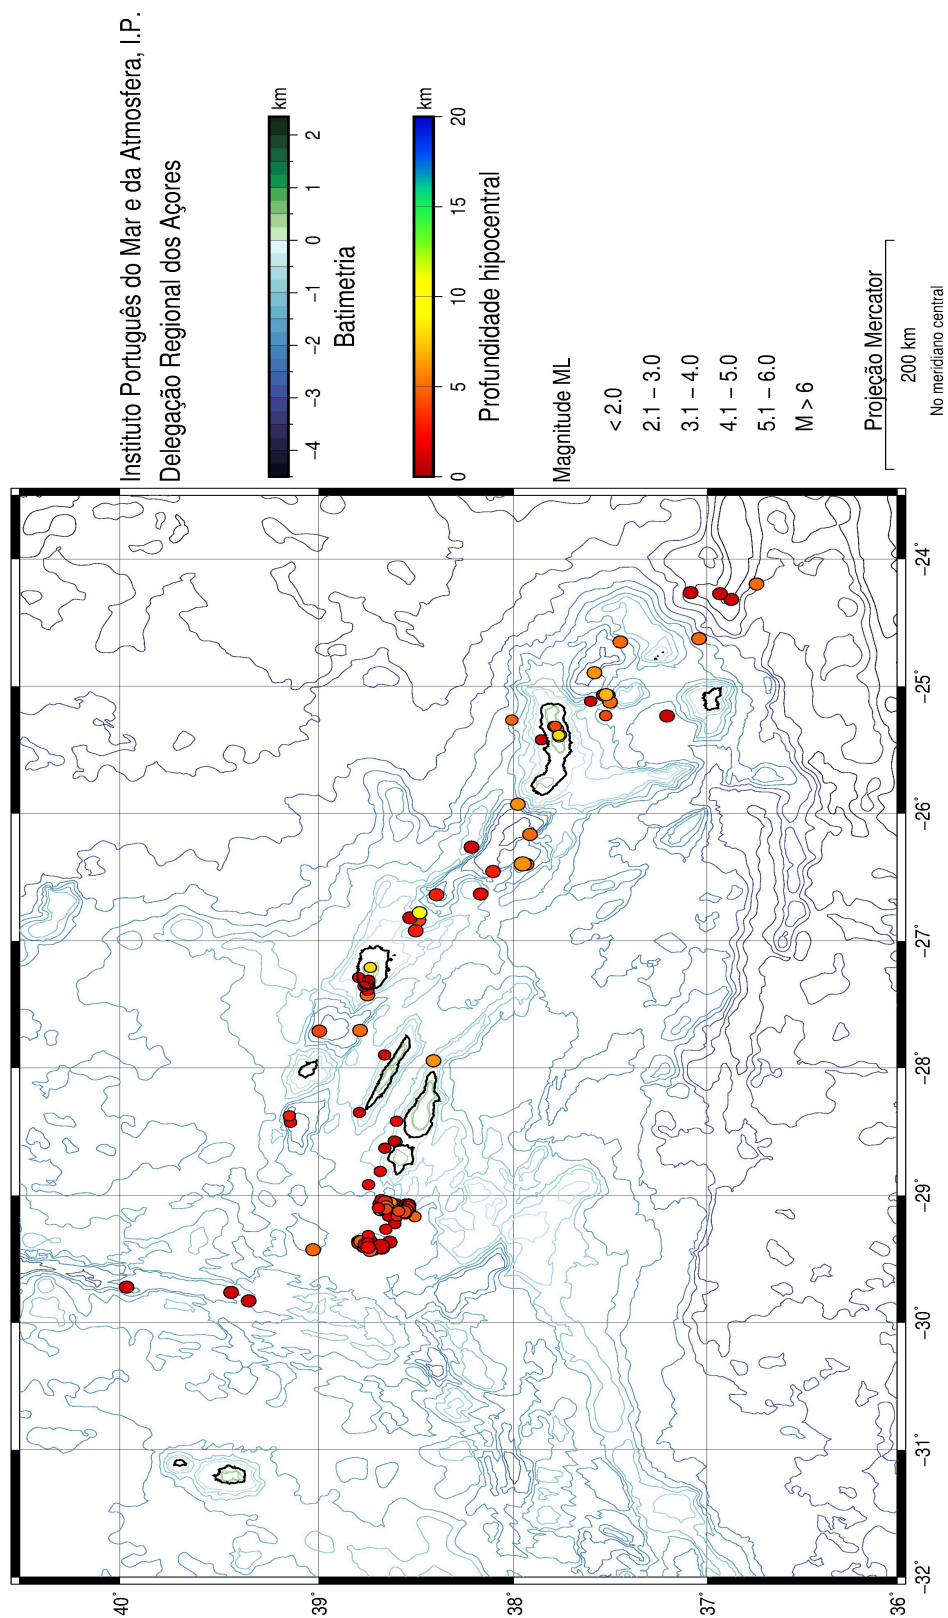 Instituto Português do Mar e da Atmosfera, I.P.
Delegação Regional dos Açores
km
−4 −3 −2 −1 0 1 2
Batimetria
km
0 5 10 15 20
Profundidade hipocentral
Magnitude ML
< 2.0
2.1 − 3.0
3.1 − 4.0
4.1 − 5.0
5.1 − 6.0
M > 6
Projeção Mercator
200 km
No meridiano central
40˚
39˚
38˚
37˚
36˚
−32˚ −31˚ −30˚ −29˚ −28˚ −27˚ −26˚ −25˚ −24˚